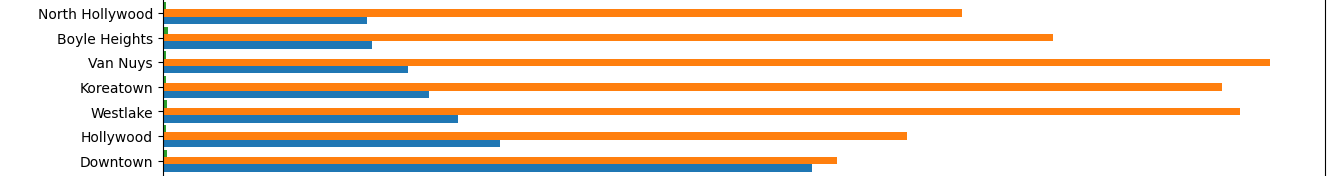 North Hollywood
Boyle Heights
Van Nuys
Koreatown
Westlake
Hollywood
Downtown